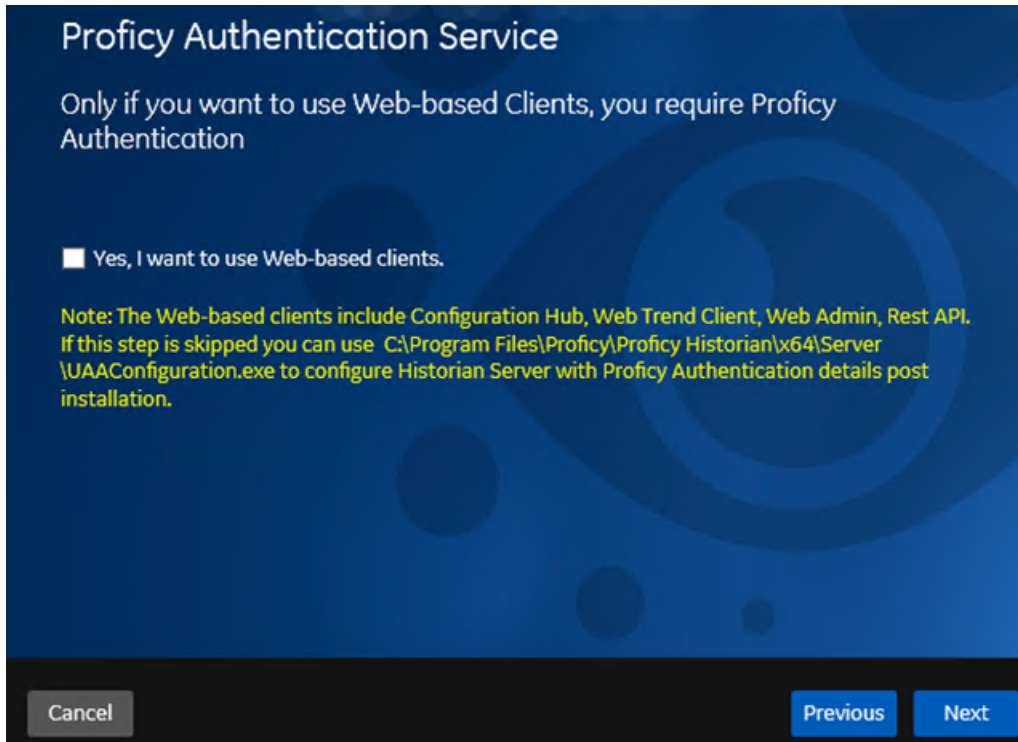 Proficy Authentication Service
Only if you want to use Web-based Clients, you require Proficy
Authentication
Yes, I want to use Web-based clients.
Note: The Web-based clients include Configuration Hub, Web Trend Client, Web Admin, Rest API.
If this step is skipped you can use C:\Program Files\Proficy\Proficy Historian\x64\Server
\UAAConfiguration.exe to configure Historian Server with Proficy Authentication details post
installation.
Cancel
Previous
Next